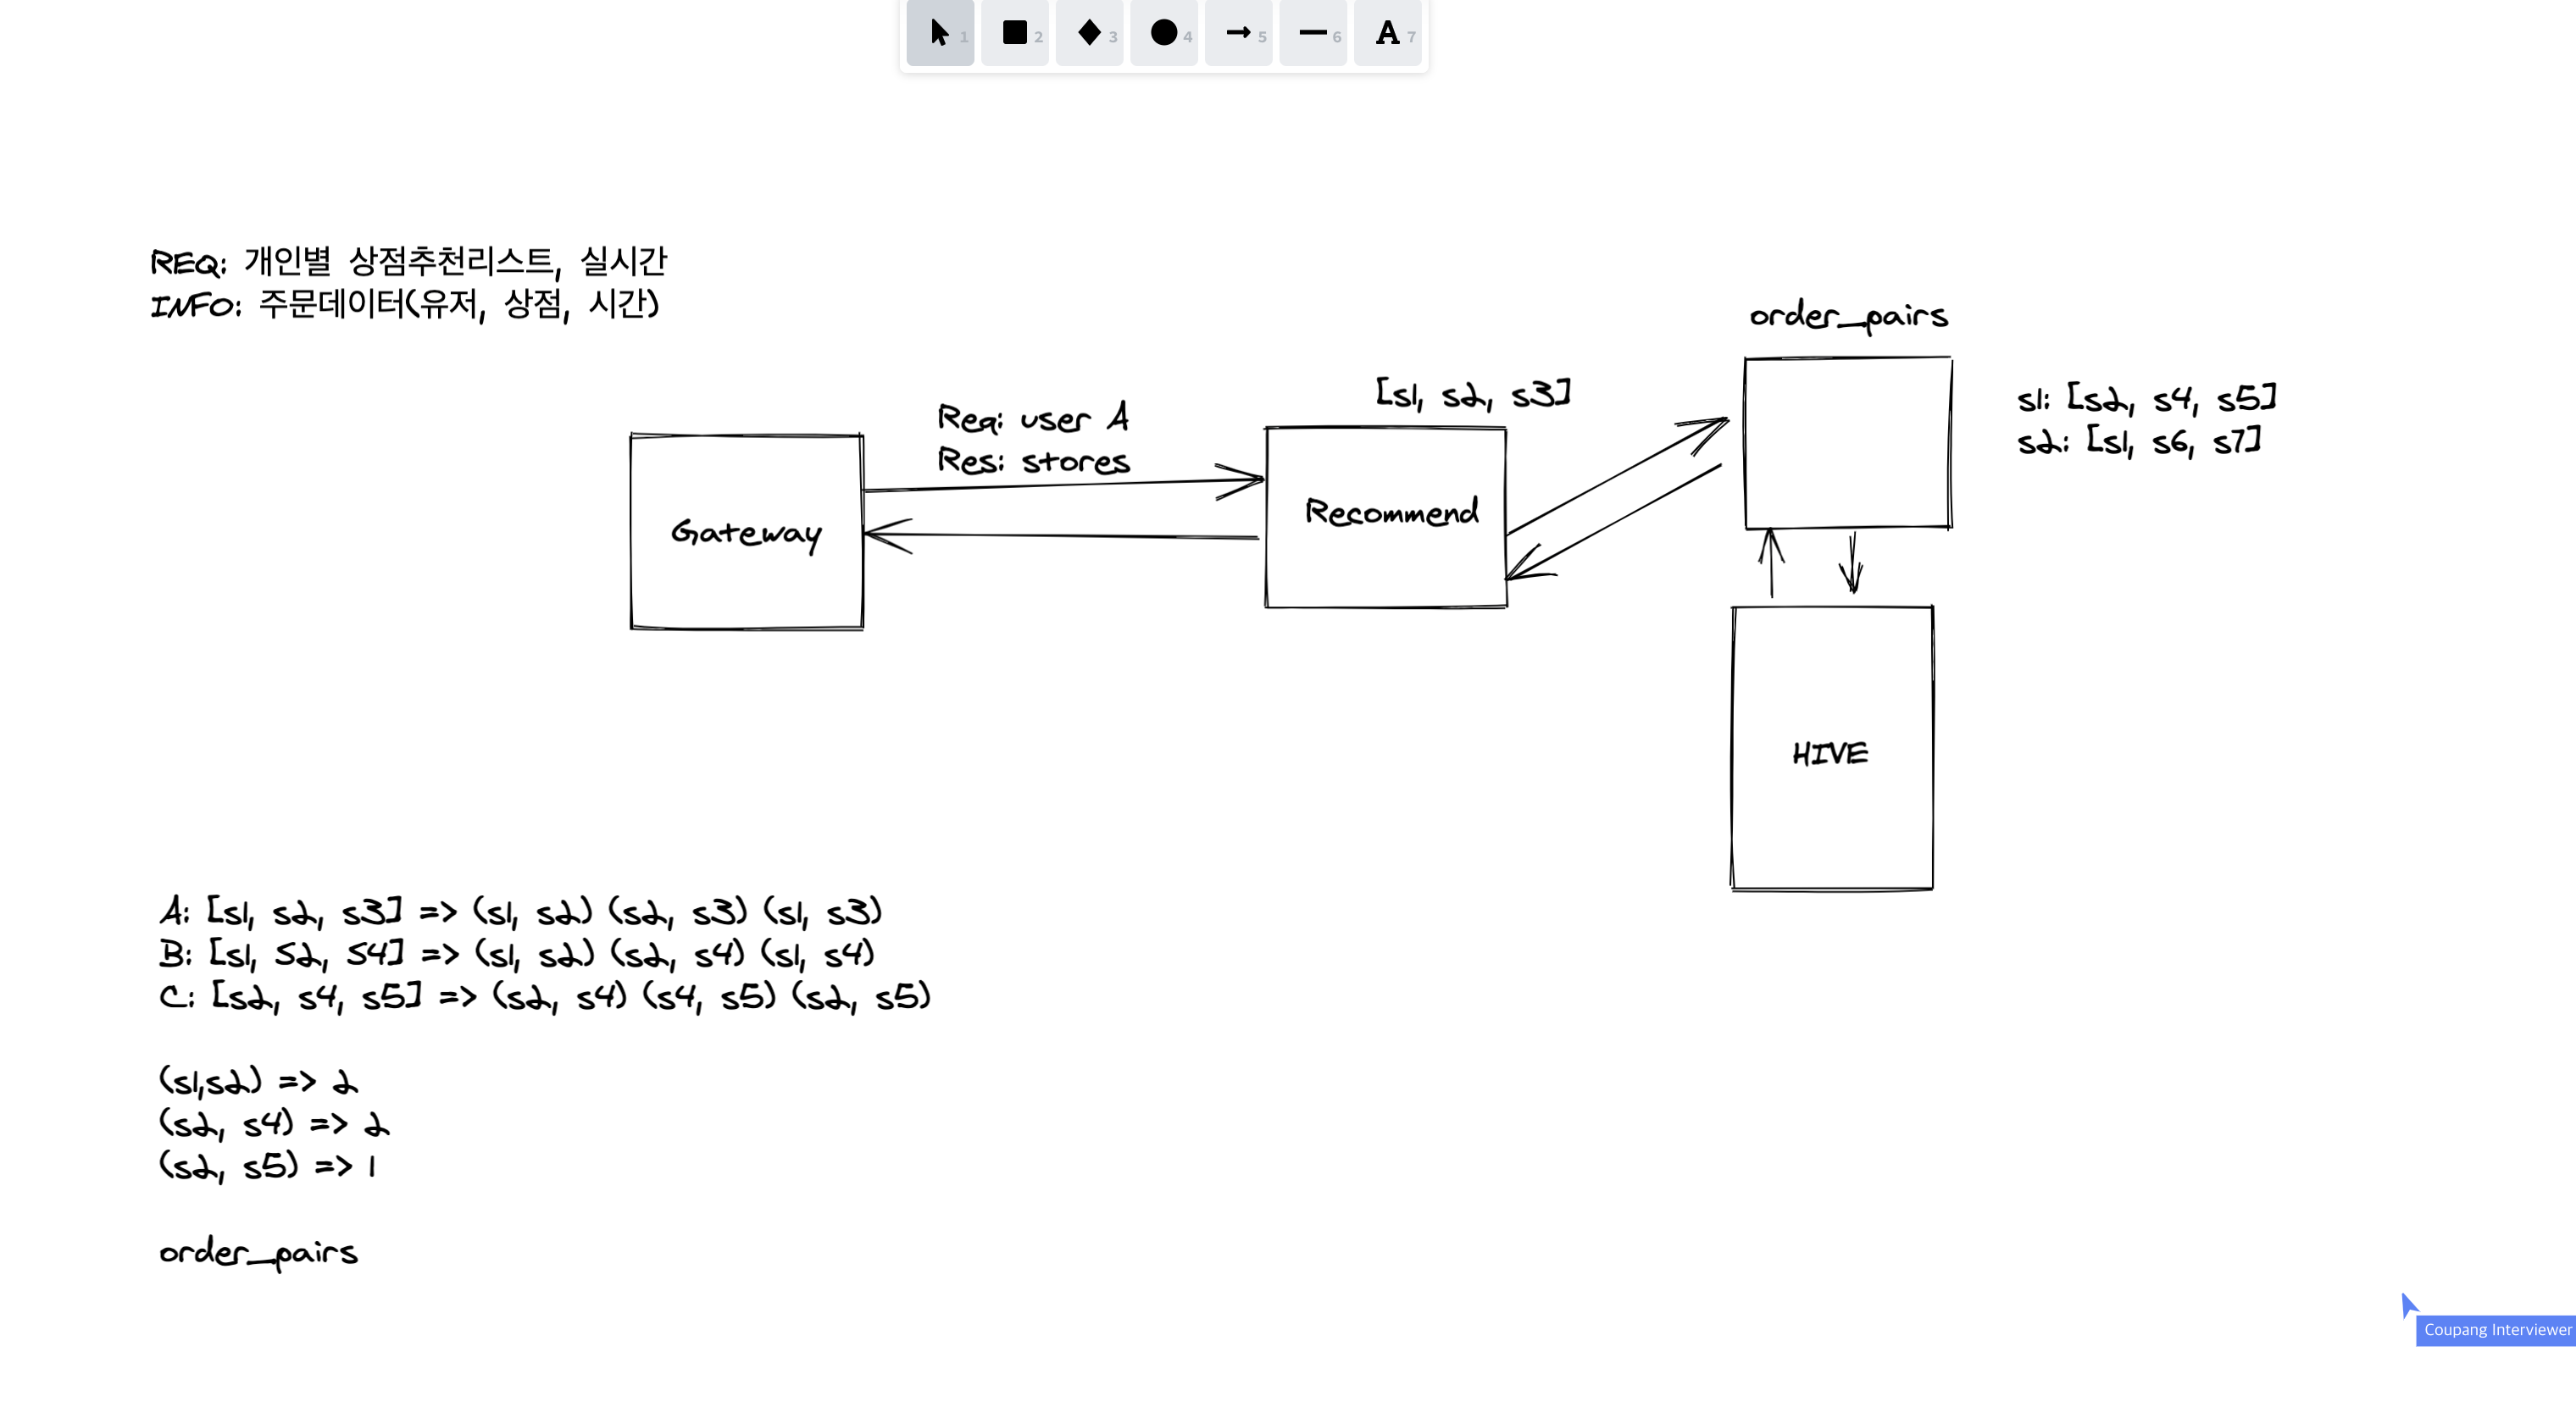 1 2 3 4 5 A 6 7
REQ: 개인별 상점추천리스트, 실시간
INFO: 주문데이터(유저, 상점, 시간)
order_pairs
[s1, s2, s3]
Req: user A
Res: stores
s1: [s2, s4, s5]
s2: [s1, s6, s7]
Gateway
Recommend
HIVE
A: [s1, s2, s3] => (s1, s2) (s2, s3) (s1, s3)
B: [s1, S2, S4] => (s1, s2) (s2, s4) (s1, s4)
C: [s2, s4, s5] => (s2, s4) (s4, s5) (s2, s5)
(s1,s2) => 2
(s2, s4) => 2
(s2, s5) => 1
order_pairs
Coupang Interviewer